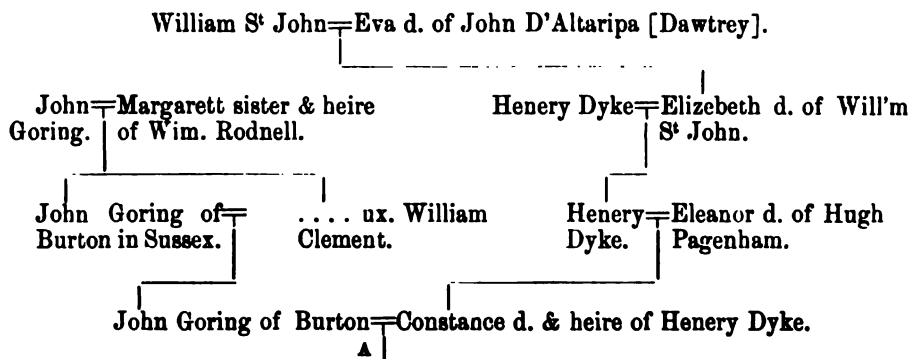 William Sᵗ John=Eva d. of John D'Altaripa [Dawtrey].
John=Margarett sister & heire
Goring. of Wim. Rodnell.
Henery Dyke=Elizebeth d. of Will'm
Sᵗ John.
John Goring of=
Burton in Sussex.
.... ux. William
Clement.
Henery=Eleanor d. of Hugh
Dyke. Pagenham.
John Goring of Burton=Constance d. & heire of Henery Dyke.
A